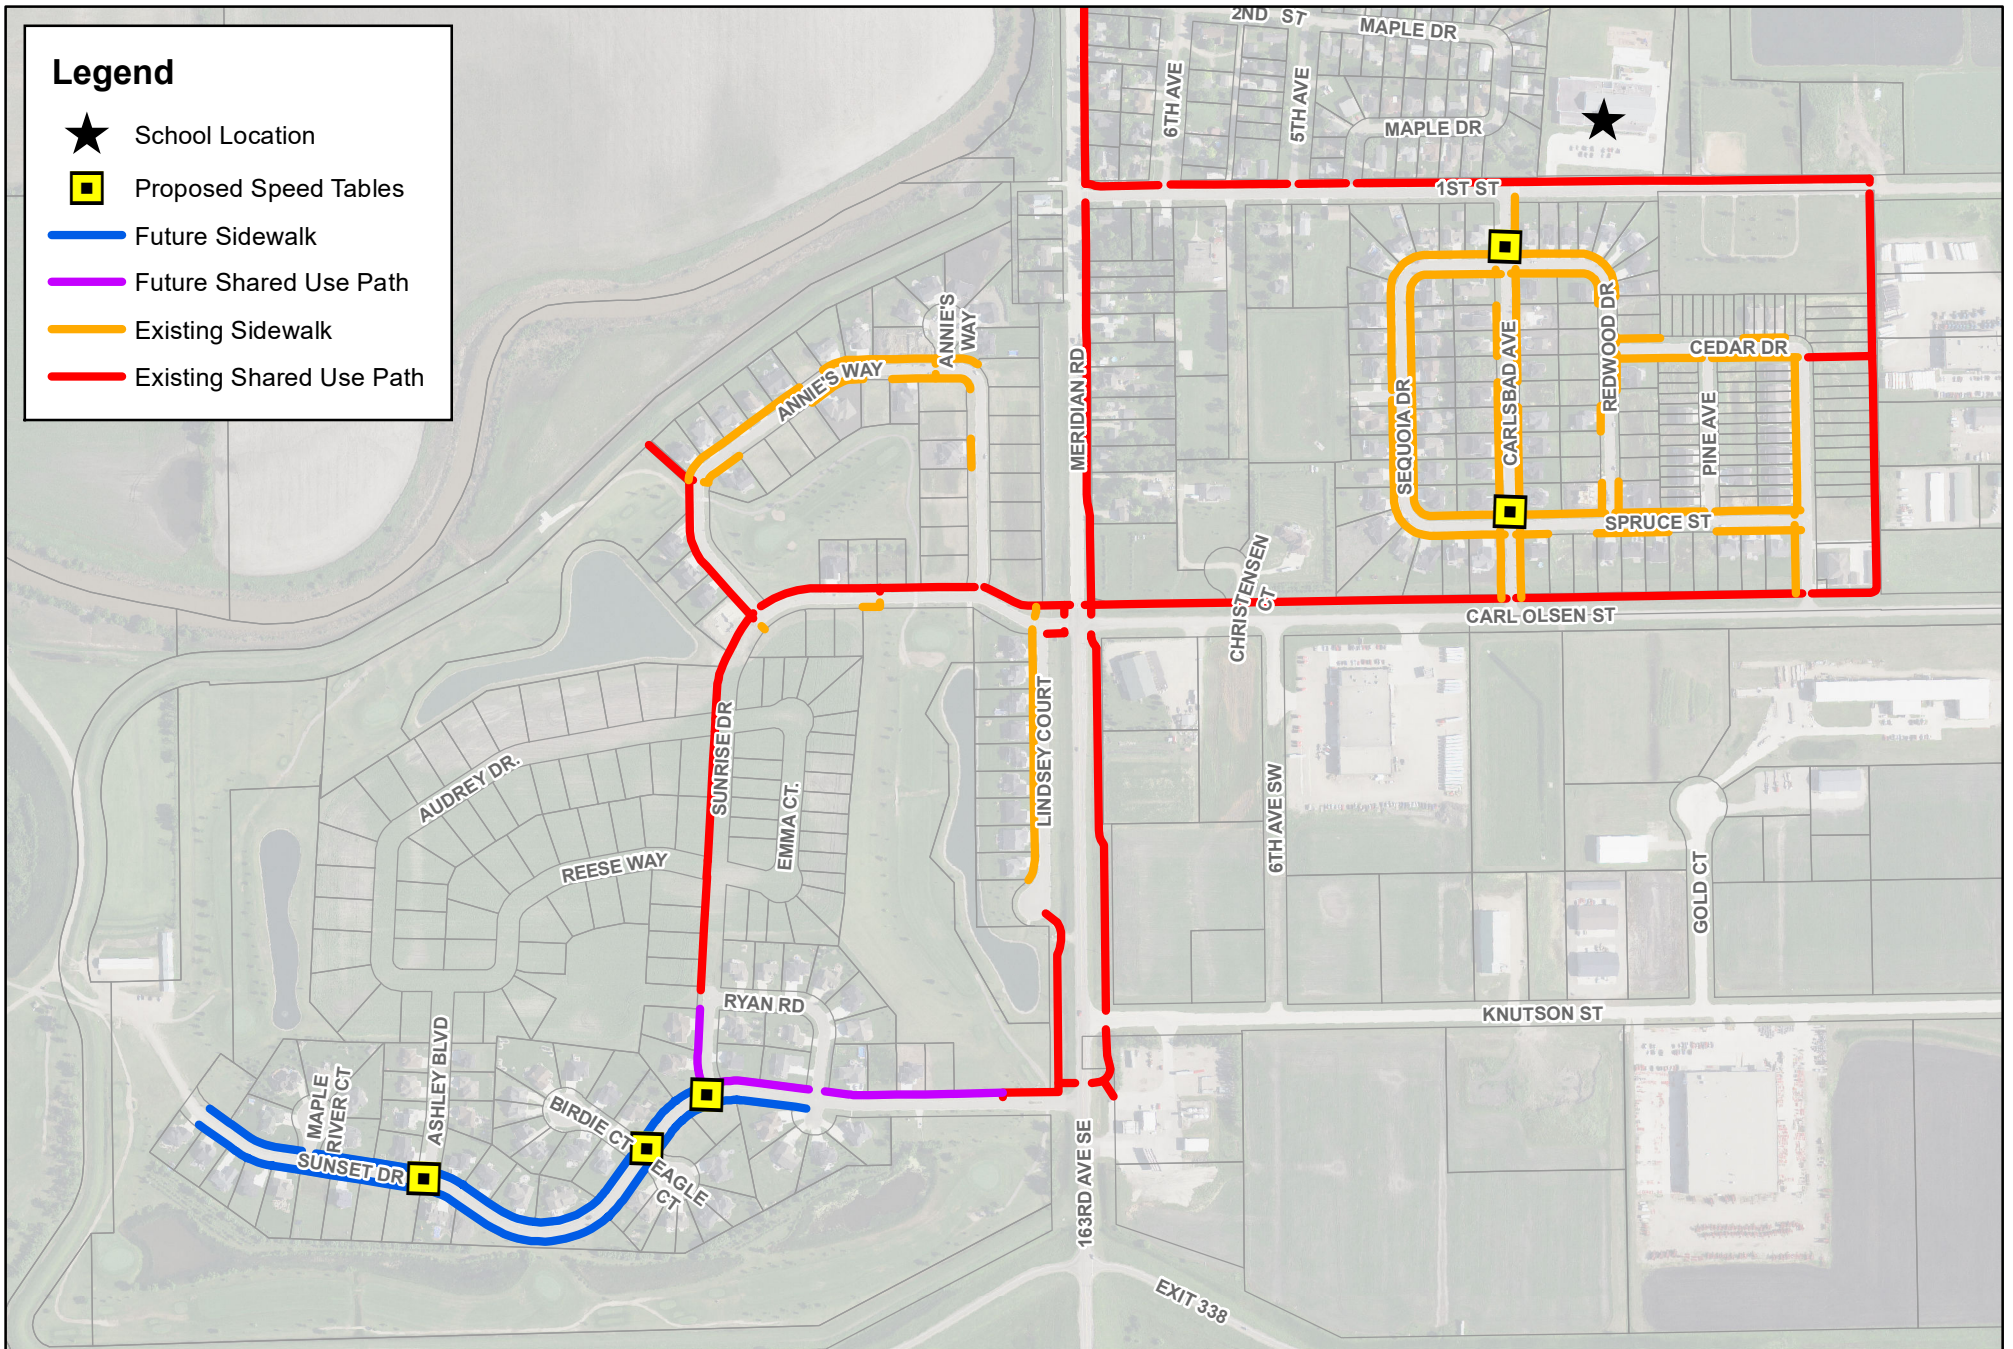 Legend
School Location
Proposed Speed Tables
Future Sidewalk
Future Shared Use Path
Existing Sidewalk
Existing Shared Use Path
2ND ST
MAPLE DR
6TH AVE
5TH AVE
MAPLE DR
1ST ST
ANNIE'S
WAY
ANNIE'S WAY
MERIDIAN RD
SEQUOIA DR
CARLSBAD AVE
REDWOOD DR
CEDAR DR
PINE AVE
SPRUCE ST
CHRISTENSEN
CT
CARL OLSEN ST
SUNRISE DR
LINDSEY COURT
AUDREY DR.
EMMA CT.
REESE WAY
6TH AVE SW
GOLD CT
RYAN RD
KNUTSON ST
MAPLE
RIVER CT
ASHLEY BLVD
BIRDIE CT
SUNSET DR
EAGLE
CT
163RD AVE SE
EXIT 338